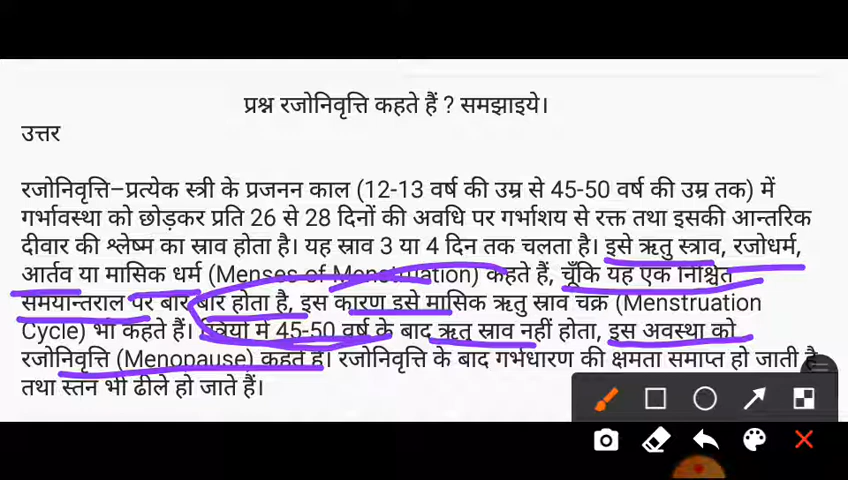 प्रश्न रजोनिवृत्ति कहते हैं ? समझाइये।
उत्तर
रजोनिवृत्ति–प्रत्येक स्त्री के प्रजनन काल (12-13 वर्ष की उम्र से 45-50 वर्ष की उम्र तक) में
गर्भावस्था को छोड़कर प्रति 26 से 28 दिनों की अवधि पर गर्भाशय से रक्त तथा इसकी आन्तरिक
दीवार की श्लेष्म का स्राव होता है। यह स्राव 3 या 4 दिन तक चलता है। इसे ऋतु स्त्राव, रजोधर्म,
आर्तव या मासिक धर्म (Menses of Menstruation) कहते हैं, चूँकि यह एक निश्चित
समयान्तराल पर बार बार होता है, इस कारण इसे मासिक ऋतु स्राव चक्र (Menstruation
Cycle) भी कहते हैं। स्त्रियों में 45-50 वर्ष के बाद ऋतु स्राव नहीं होता, इस अवस्था को
रजोनिवृत्ति (Menopause) कहते हैं। रजोनिवृत्ति के बाद गर्भधारण की क्षमता समाप्त हो जाती है
तथा स्तन भी ढीले हो जाते हैं।